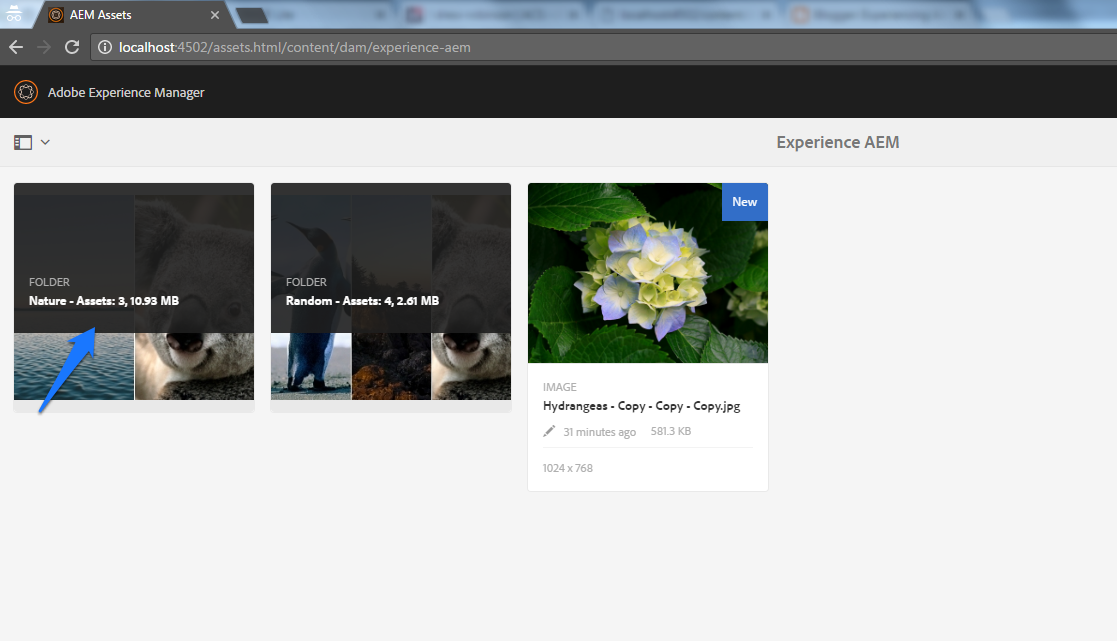 AEM Assets
localhost:4502/assets.html/content/dam/experience-aem
Adobe Experience Manager
Experience AEM
FOLDER
Nature - Assets: 3, 10.93 MB
FOLDER
Random - Assets: 4, 2.61 MB
New
IMAGE
Hydrangeas - Copy - Copy - Copy.jpg
31 minutes ago 581.3 KB
1024 x 768